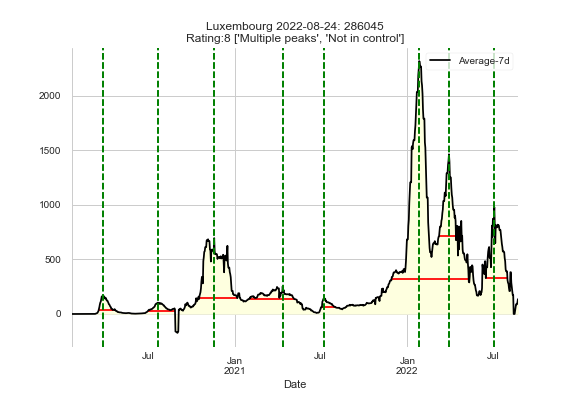 Luxembourg 2022-08-24: 286045
Rating:8 ['Multiple peaks', 'Not in control']
Average-7d
2000
1500
1000
500
0
Jul
Jan
2021
Jul
Jan
2022
Jul
Date